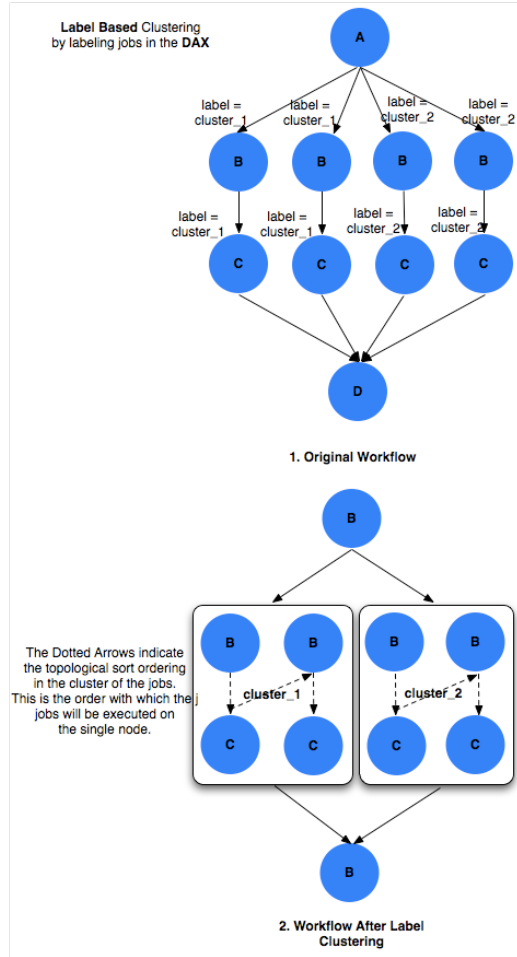 Label Based Clustering
by labeling jobs in the DAX
A
label =
cluster_1
label =
cluster_1
label =
cluster_2
label =
cluster_2
B
B
B
B
label =
cluster_1
label =
cluster_1
label =
cluster_2
label =
cluster_2
C
C
C
C
D
1. Original Workflow
B
The Dotted Arrows indicate
the topological sort ordering
in the cluster of the jobs.
This is the order with which the j
jobs will be executed on
the single node.
B
B
cluster_1
C
C
B
B
cluster_2
C
C
B
2. Workflow After Label
Clustering